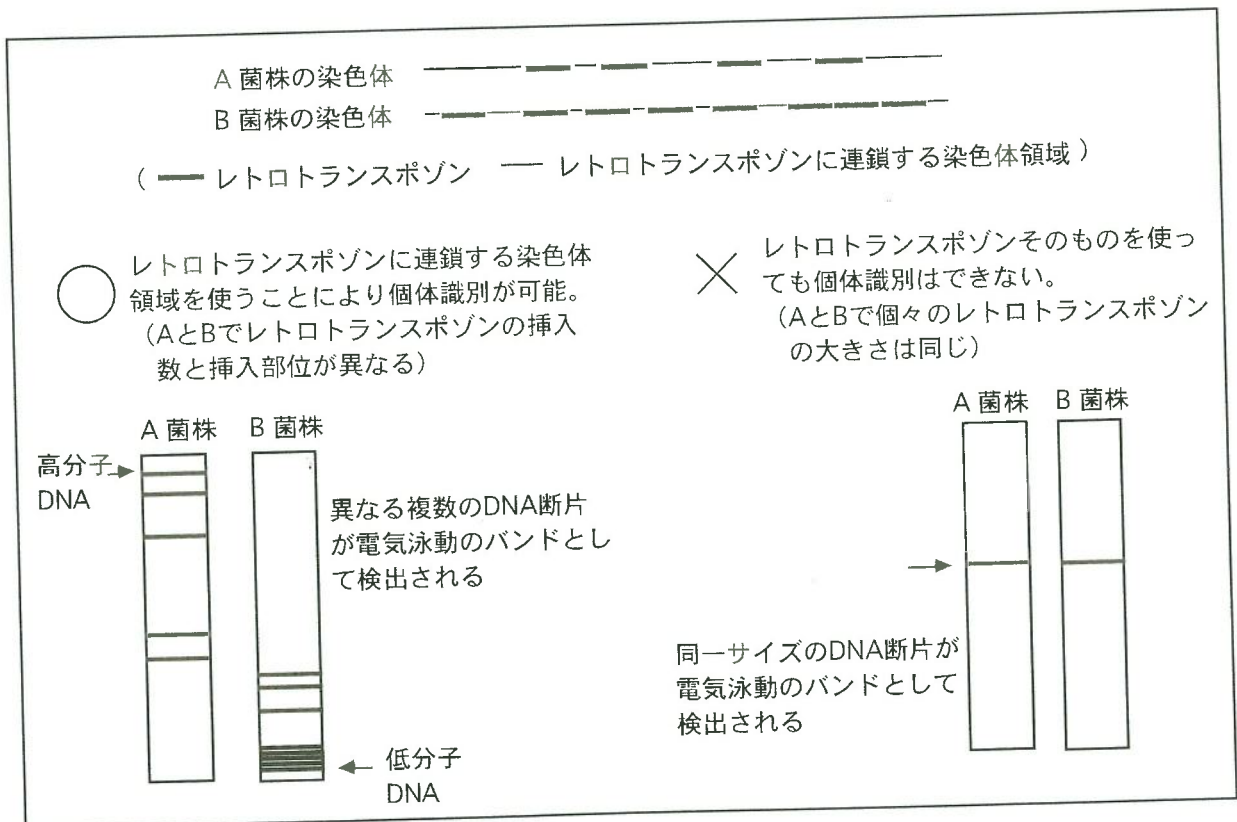 A 菌株の染色体
B 菌株の染色体
( レトロトランスポゾン レトロトランスポゾンに連鎖する染色体領域 )
レトロトランスポゾンに連鎖する染色体
領域を使うことにより個体識別が可能。
(AとBでレトロトランスポゾンの挿入
数と挿入部位が異なる)
レトロトランスポゾンそのものを使っ
ても個体識別はできない。
(AとBで個々のレトロトランスポゾン
の大きさは同じ)
A 菌株 B 菌株
高分子
DNA
異なる複数のDNA断片
が電気泳動のバンドとし
て検出される
低分子
DNA
A 菌株 B 菌株
同一サイズのDNA断片が
電気泳動のバンドとして
検出される